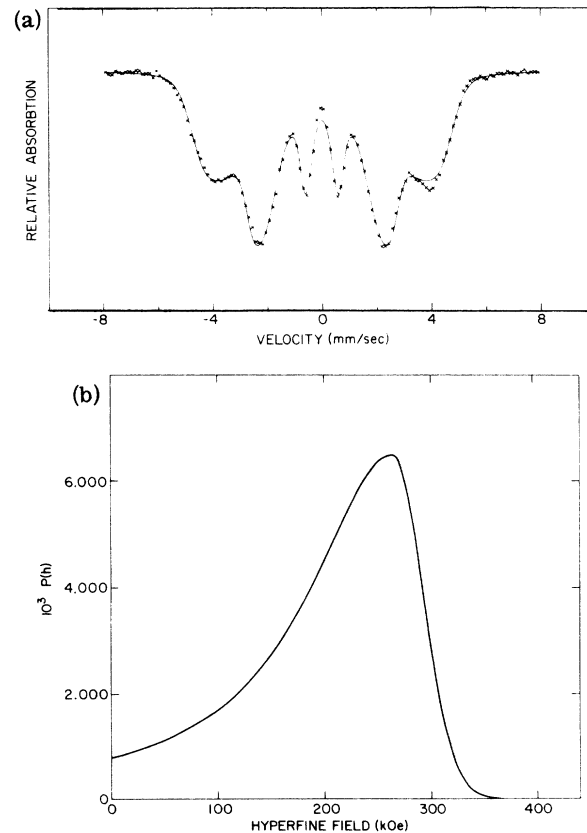 (a)
RELATIVE ABSORBTION
-8
-4
0
4
8
VELOCITY (mm/sec)
(b)
10³ P(h)
6.000
4.000
2.000
0
0
100
200
300
400
HYPERFINE FIELD (kOe)